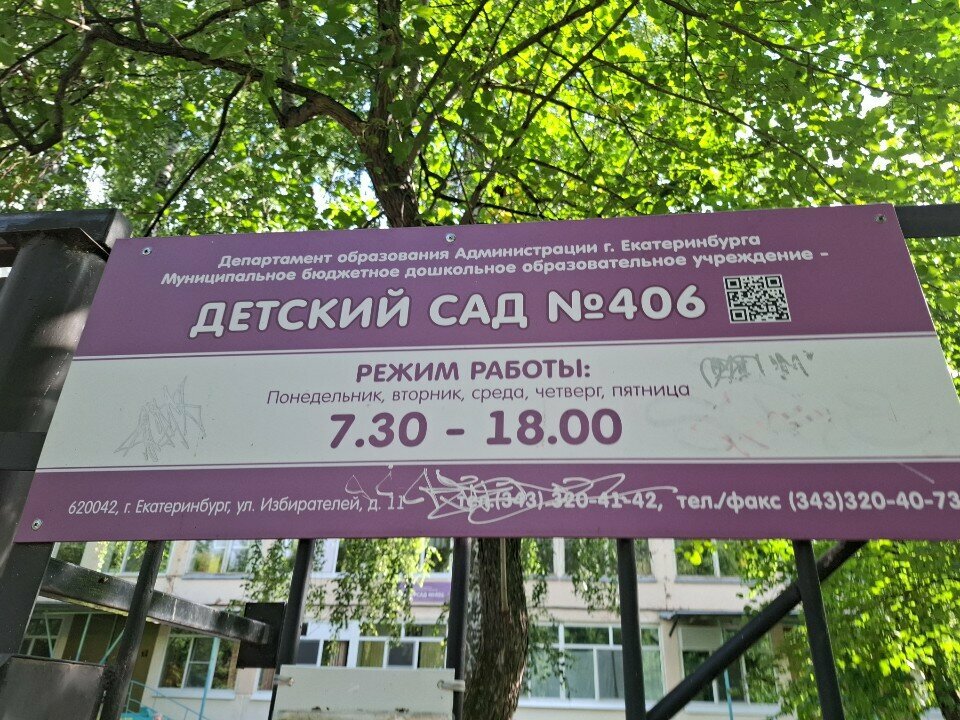 Департамент образования Администрации г. Екатеринбурга
Муниципальное бюджетное дошкольное образовательное учреждение -
ДЕТСКИЙ САД №406
РЕЖИМ РАБОТЫ:
Понедельник, вторник, среда, четверг, пятница
7.30 - 18.00
620042, г. Екатеринбург, ул. Избирателей, д. 11 тел.(343) 320-41-42, тел./факс (343)320-40-73